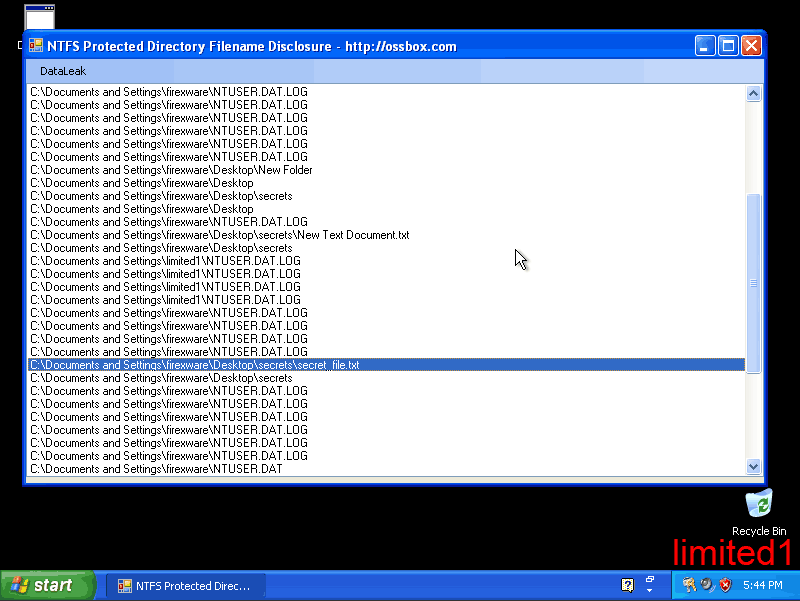 NTFS Protected Directory Filename Disclosure - http://ossbox.com
DataLeak
C:\Documents and Settings\firexware\NTUSER.DAT.LOG
C:\Documents and Settings\firexware\NTUSER.DAT.LOG
C:\Documents and Settings\firexware\NTUSER.DAT.LOG
C:\Documents and Settings\firexware\NTUSER.DAT.LOG
C:\Documents and Settings\firexware\NTUSER.DAT.LOG
C:\Documents and Settings\firexware\NTUSER.DAT.LOG
C:\Documents and Settings\firexware\Desktop\New Folder
C:\Documents and Settings\firexware\Desktop
C:\Documents and Settings\firexware\Desktop\secrets
C:\Documents and Settings\firexware\Desktop
C:\Documents and Settings\firexware\NTUSER.DAT.LOG
C:\Documents and Settings\firexware\Desktop\secrets\New Text Document.txt
C:\Documents and Settings\firexware\Desktop\secrets
C:\Documents and Settings\limited1\NTUSER.DAT.LOG
C:\Documents and Settings\limited1\NTUSER.DAT.LOG
C:\Documents and Settings\limited1\NTUSER.DAT.LOG
C:\Documents and Settings\limited1\NTUSER.DAT.LOG
C:\Documents and Settings\firexware\NTUSER.DAT.LOG
C:\Documents and Settings\firexware\NTUSER.DAT.LOG
C:\Documents and Settings\firexware\NTUSER.DAT.LOG
C:\Documents and Settings\firexware\NTUSER.DAT.LOG
C:\Documents and Settings\firexware\Desktop\secrets\secret_file.txt
C:\Documents and Settings\firexware\Desktop\secrets
C:\Documents and Settings\firexware\NTUSER.DAT.LOG
C:\Documents and Settings\firexware\NTUSER.DAT.LOG
C:\Documents and Settings\firexware\NTUSER.DAT.LOG
C:\Documents and Settings\firexware\NTUSER.DAT.LOG
C:\Documents and Settings\firexware\NTUSER.DAT.LOG
C:\Documents and Settings\firexware\NTUSER.DAT.LOG
C:\Documents and Settings\firexware\NTUSER.DAT
Recycle Bin
limited1
start
NTFS Protected Direc...
5:44 PM